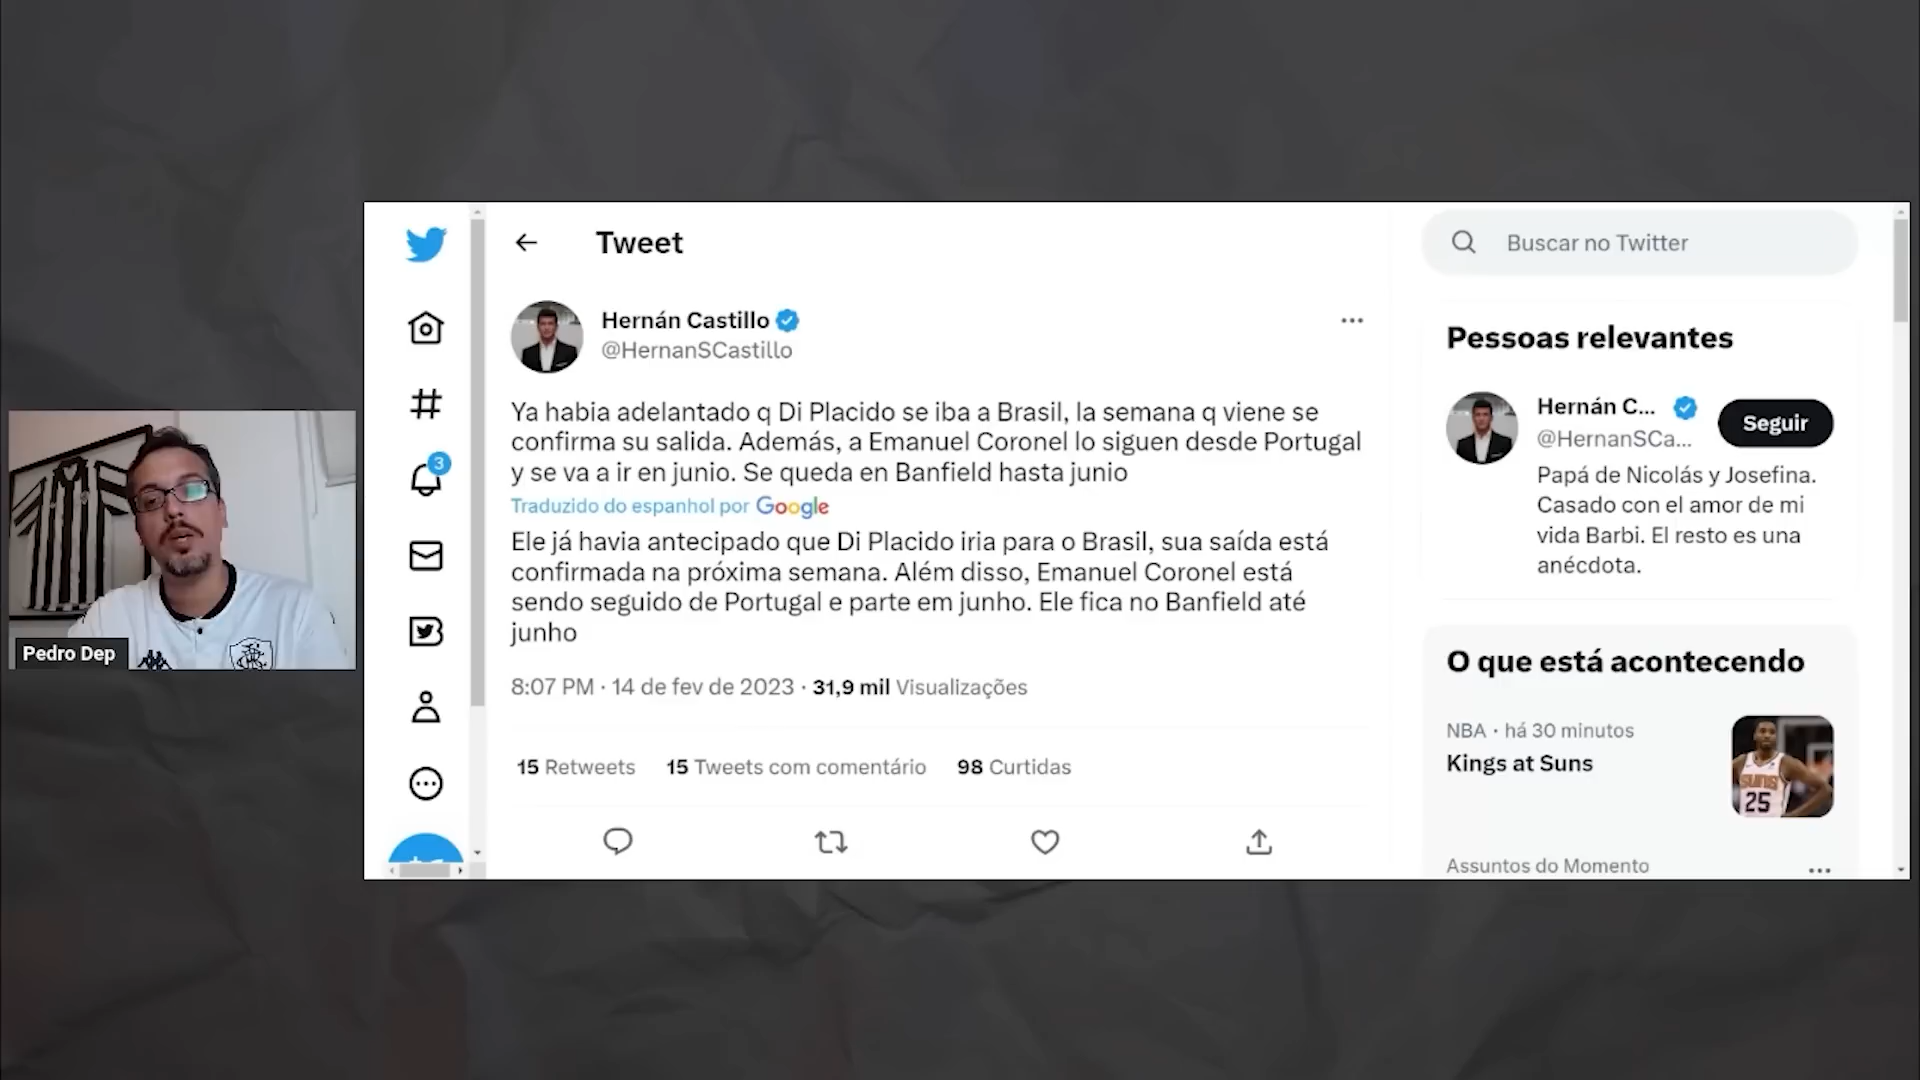 Tweet
Buscar no Twitter
Hernán Castillo
@HernanSCastillo
Ya habia adelantado q Di Placido se iba a Brasil, la semana q viene se
confirma su salida. Además, a Emanuel Coronel lo siguen desde Portugal
y se va a ir en junio. Se queda en Banfield hasta junio
Traduzido do espanhol por Google
Ele já havia antecipado que Di Placido iria para o Brasil, sua saída está
confirmada na próxima semana. Além disso, Emanuel Coronel está
sendo seguido de Portugal e parte em junho. Ele fica no Banfield até
junho
8:07 PM · 14 de fev de 2023 · 31,9 mil Visualizações
15 Retweets 15 Tweets com comentário 98 Curtidas
3
Pessoas relevantes
Hernán C...
@HernanSCa...
Seguir
Papá de Nicolás y Josefina.
Casado con el amor de mi
vida Barbi. El resto es una
anécdota.
O que está acontecendo
NBA · há 30 minutos
Kings at Suns
SUNS
25
Assuntos do Momento
Pedro Dep